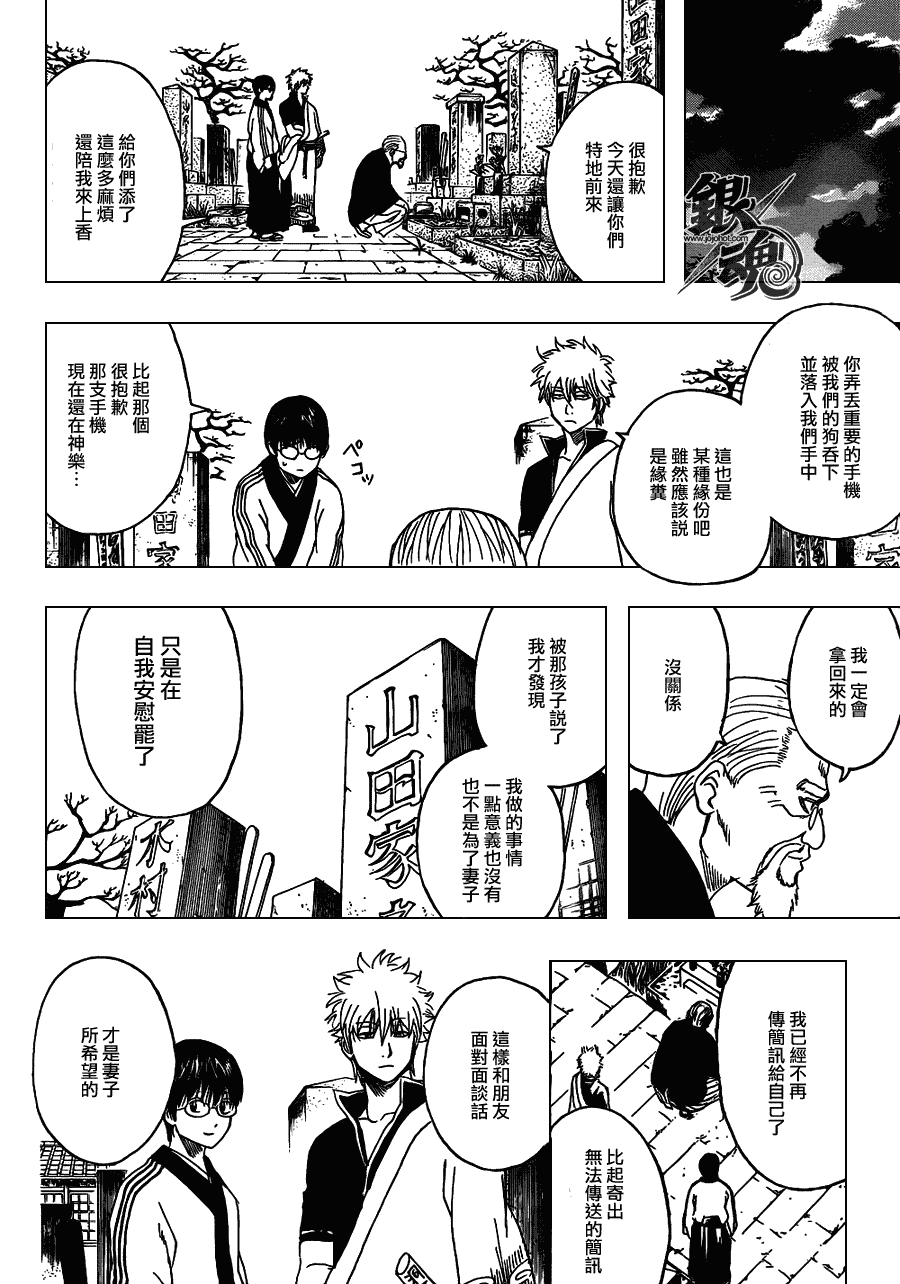 銀魂
www.jojohot.com
山田家
很抱歉
今天還讓你們
特地前來
給你們添了
這麼多麻煩
還陪我來上香
你弄丟重要的手機
被我們的狗吞下
並落入我們手中
這也是
某種緣份吧
雖然應該說
是緣糞
ペコッ
比起那個
很抱歉
那支手機
現在還在神樂…
田家
我一定會
拿回來的
沒關係
被那孩子說了
我才發現
我做的事情
一點意義也沒有
也不是為了妻子
山田家
水村
只是在
自我安慰罷了
我已經不再
傳簡訊給自己了
比起寄出
無法傳送的簡訊
這樣和朋友
面對面談話
才是妻子
所希望的